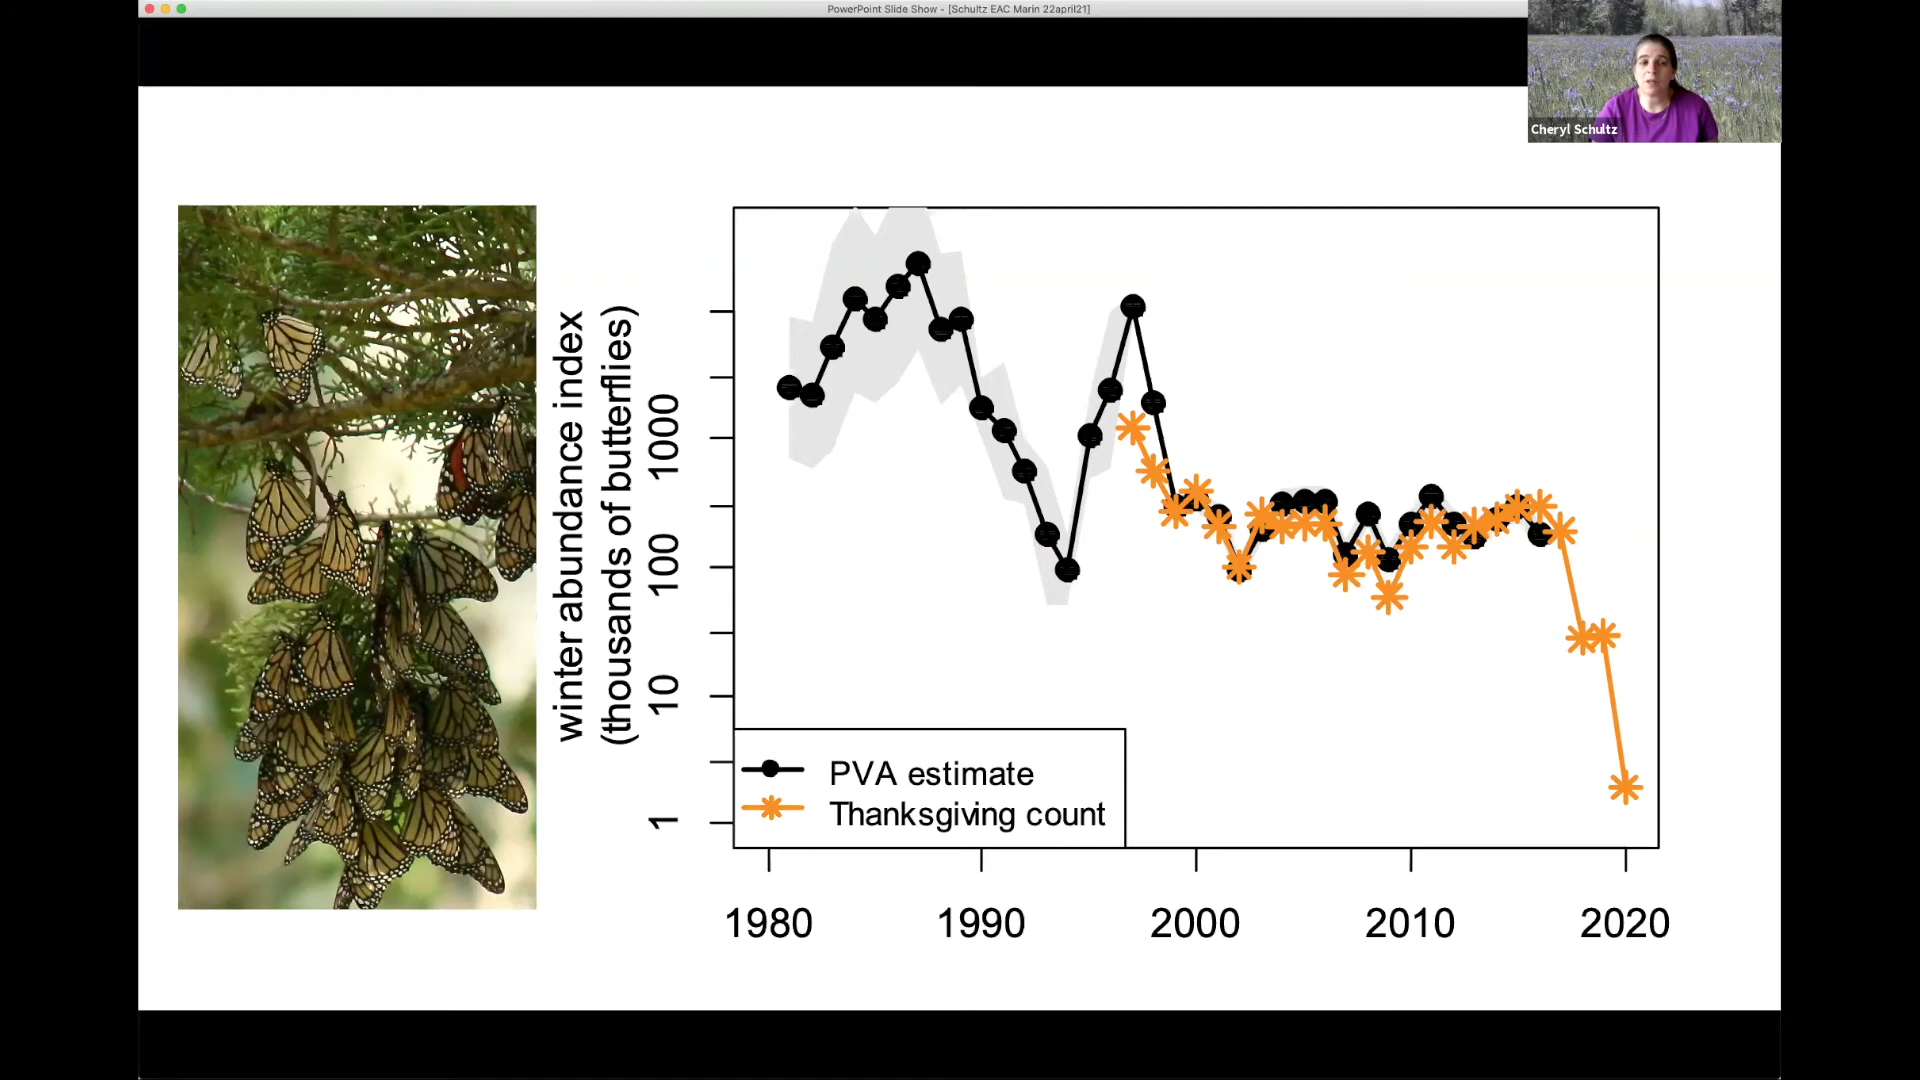 PowerPoint Slide Show - [Schultz EAC Marin 22april21]
Cheryl Schultz
winter abundance index
(thousands of butterflies)
1000
100
10
1
PVA estimate
Thanksgiving count
1980 1990 2000 2010 2020